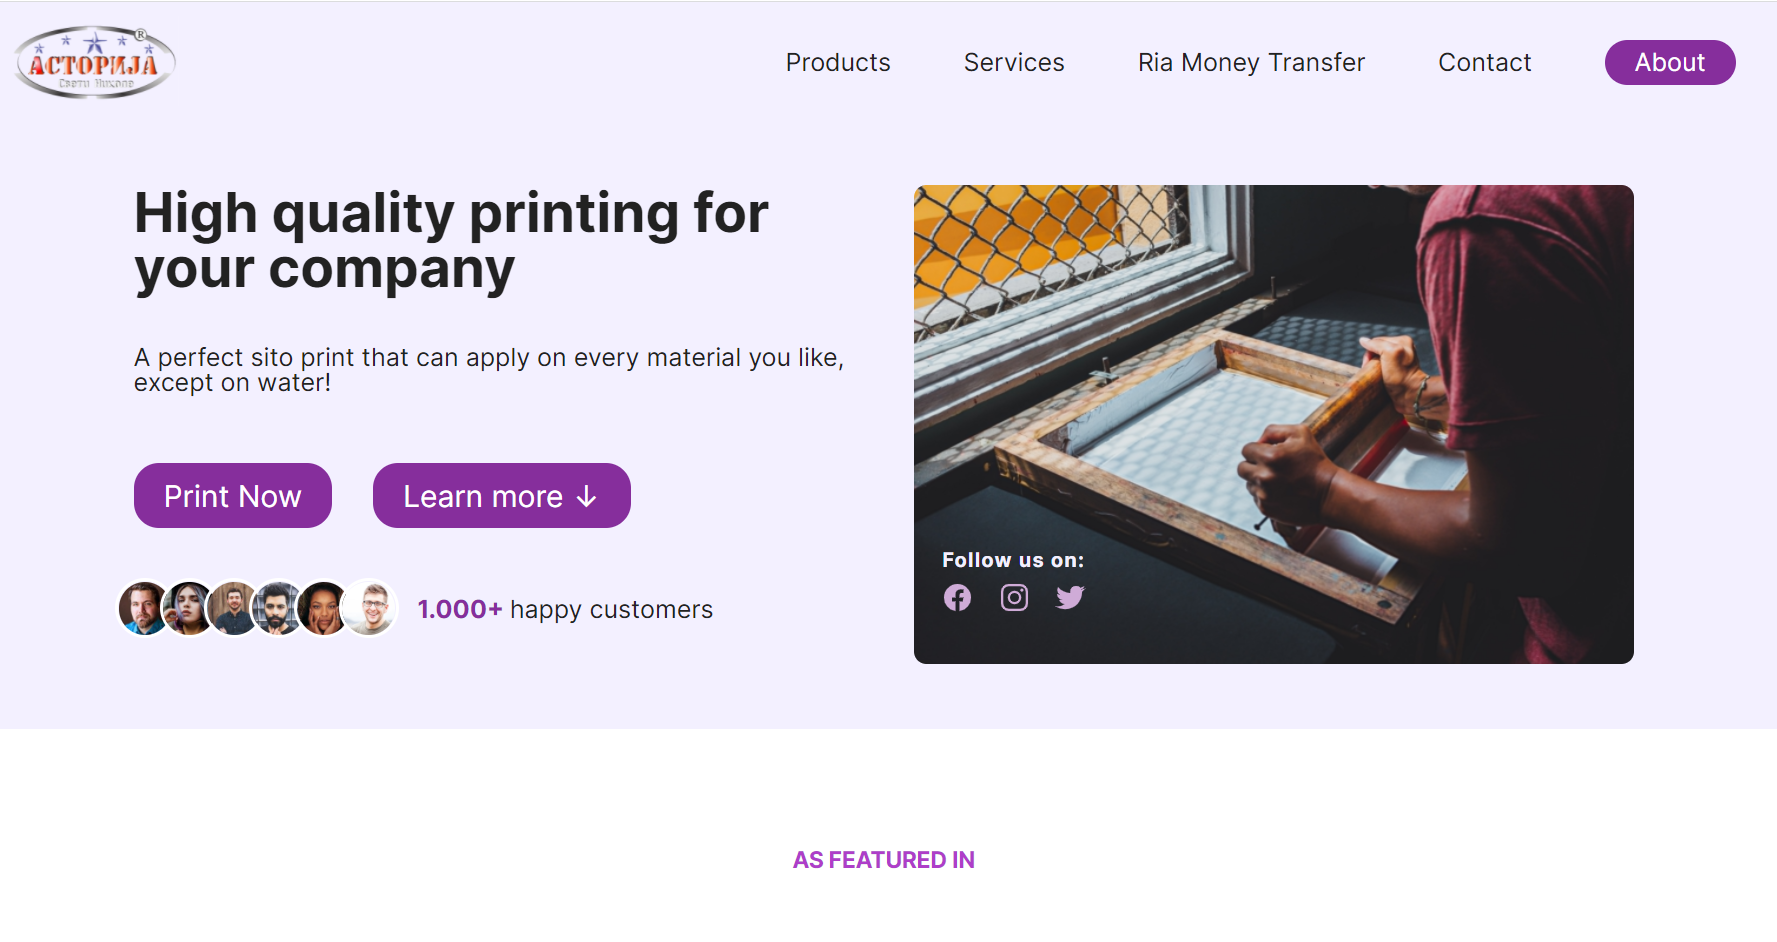 АСТОРИЈА
®
Свети Николе
Products
Services
Ria Money Transfer
Contact
About
High quality printing for
your company
A perfect sito print that can apply on every material you like,
except on water!
Print Now
Learn more ↓
1.000+ happy customers
Follow us on:
AS FEATURED IN